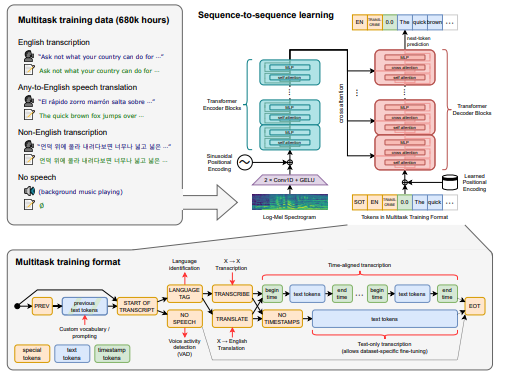 Multitask training data (680k hours)
English transcription
"Ask not what your country can do for ⋯"
Ask not what your country can do for ⋯
Any-to-English speech translation
"El rápido zorro marrón salta sobre ⋯"
The quick brown fox jumps over ⋯
Non-English transcription
"언덕 위에 올라 내려다보면 너무나 넓고 넓은 ⋯"
언덕 위에 올라 내려다보면 너무나 넓고 넓은 ⋯
No speech
(background music playing)
Ø
Sequence-to-sequence learning
EN TRANS-CRIBE 0.0 The quick brown ⋯
next-token
prediction
MLP
self attention
MLP
self attention
MLP
self attention
Transformer
Encoder Blocks
cross attention
MLP
cross attention
self attention
MLP
cross attention
self attention
MLP
cross attention
self attention
Transformer
Decoder Blocks
Sinusoidal
Positional
Encoding
2 × Conv1D + GELU
Log-Mel Spectrogram
Learned
Positional
Encoding
SOT EN TRANS-CRIBE 0.0 The quick ⋯
Tokens in Multitask Training Format
Multitask training format
Language
identification
X → X
Transcription
Time-aligned transcription
PREV
previous
text tokens
START OF
TRANSCRIPT
LANGUAGE
TAG
NO
SPEECH
TRANSCRIBE
TRANSLATE
begin
time
text tokens
end
time
⋯
begin
time
text tokens
end
time
NO
TIMESTAMPS
text tokens
EOT
Custom vocabulary /
prompting
Voice activity
detection
(VAD)
X → English
Translation
Text-only transcription
(allows dataset-specific fine-tuning)
special
tokens
text
tokens
timestamp
tokens